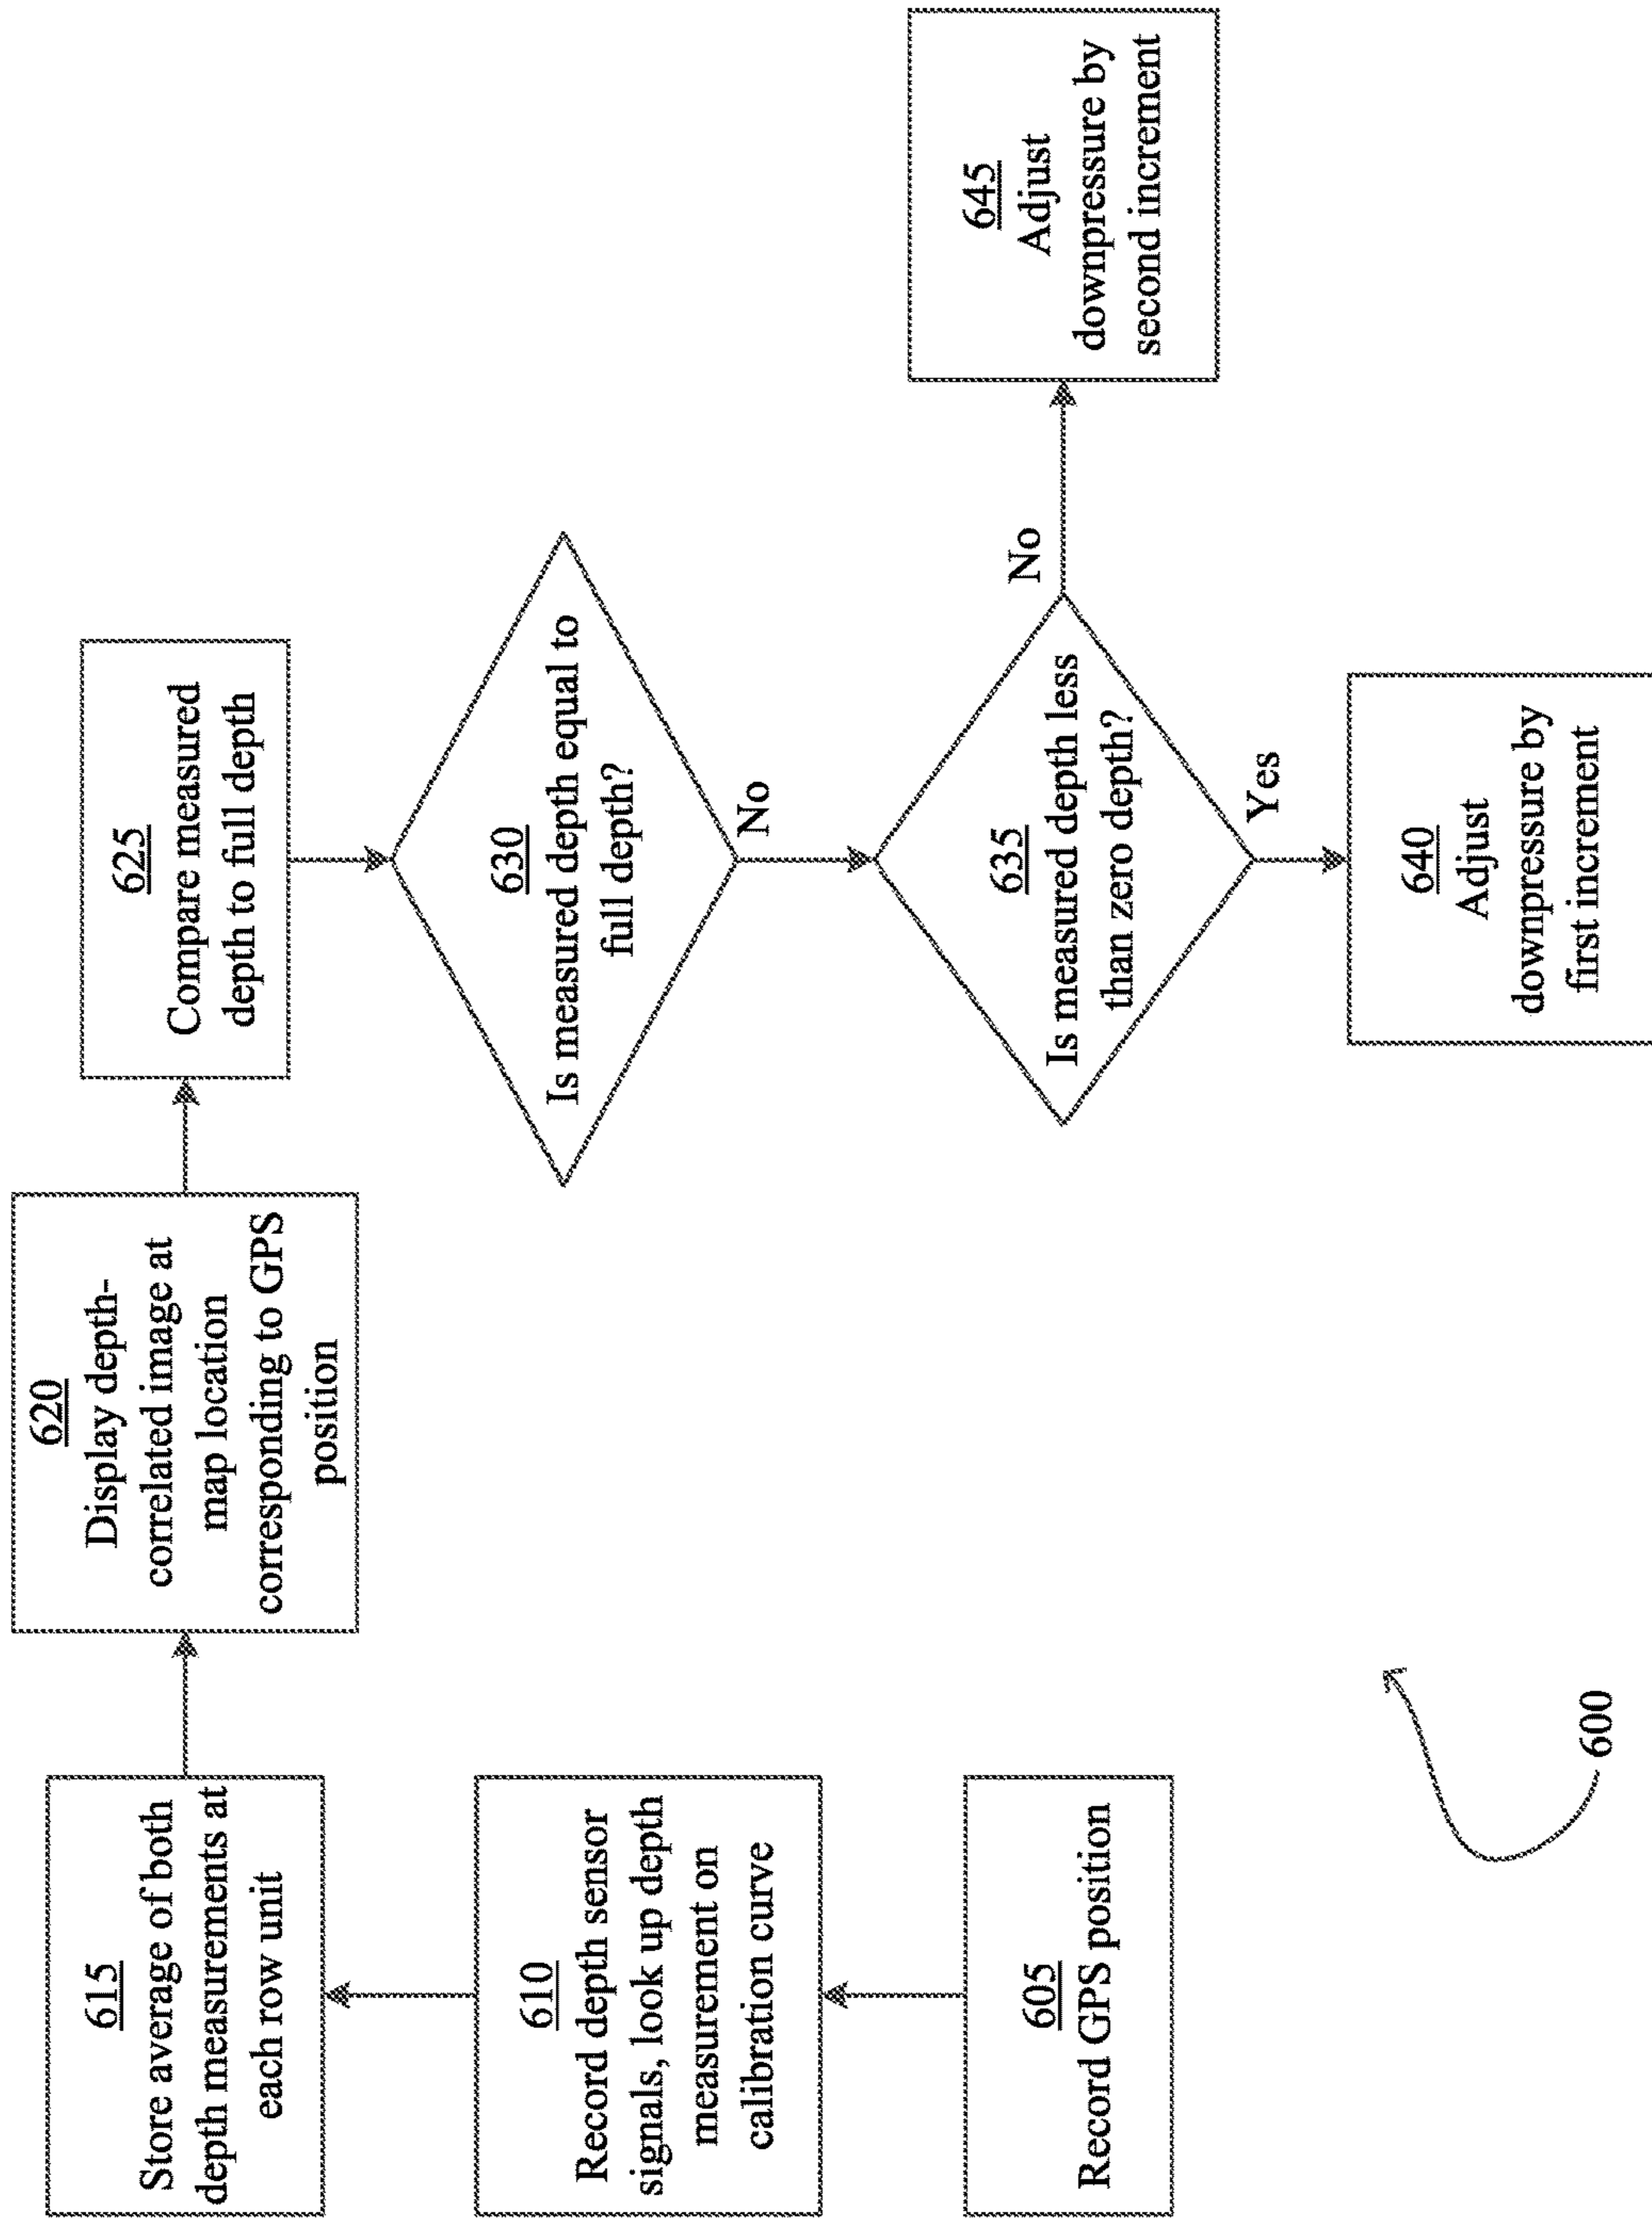 605
Record GPS position
610
Record depth sensor
signals, look up depth
measurement on
calibration curve
615
Store average of both
depth measurements at
each row unit
620
Display depth-
correlated image at
map location
corresponding to GPS
position
625
Compare measured
depth to full depth
630
Is measured depth equal to
full depth?
No
635
Is measured depth less
than zero depth?
No
Yes
640
Adjust
downpressure by
first increment
645
Adjust
downpressure by
second increment
600